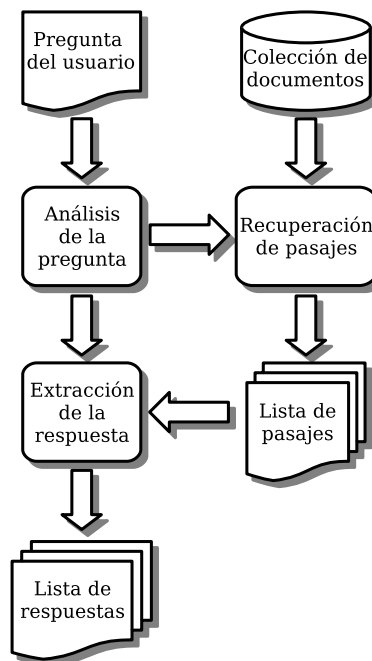 Pregunta
del usuario
Colección de
documentos
Análisis
de la
pregunta
Recuperación
de pasajes
Extracción
de la
respuesta
Lista de
pasajes
Lista de
respuestas